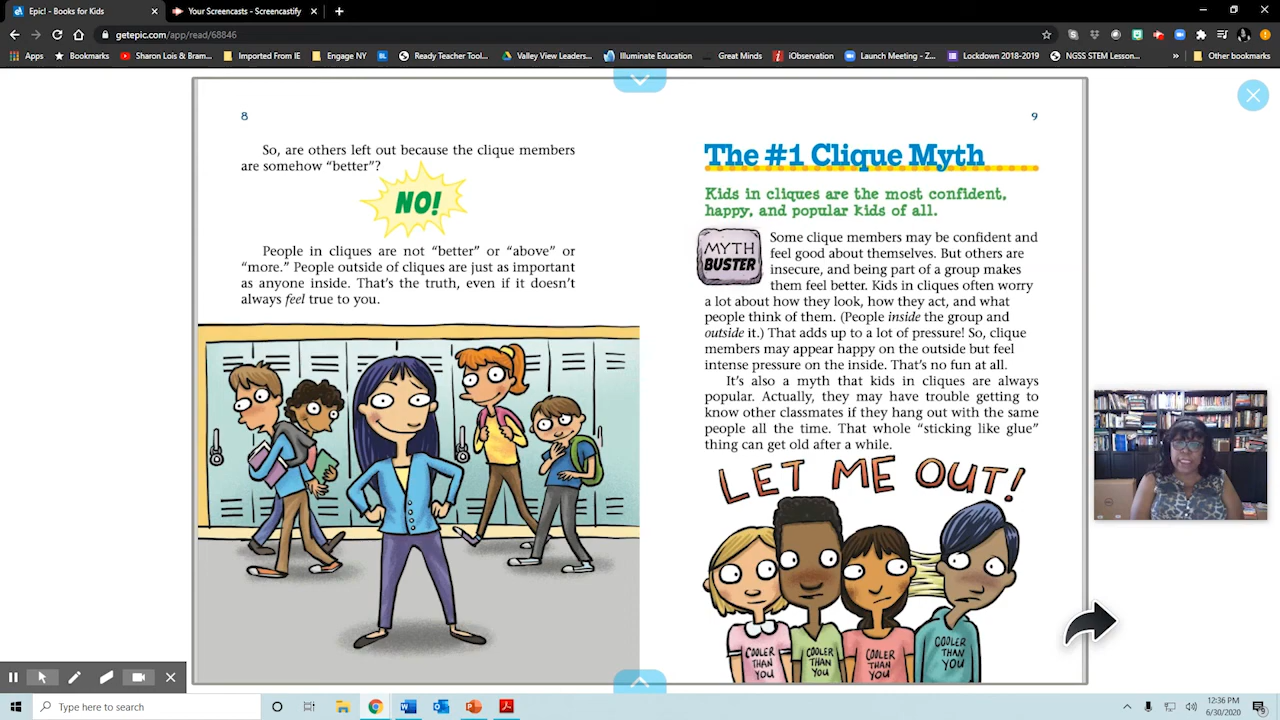 Epic! - Books for Kids
Your Screencasts - Screencastify
getepic.com/app/read/68846
Apps
Bookmarks
Sharon Lois & Bram...
Imported From IE
Engage NY
BL
Ready Teacher Tool...
Valley View Leaders...
Illuminate Education
Great Minds
iObservation
Launch Meeting - Z...
Lockdown 2018-2019
NGSS STEM Lesson...
»
Other bookmarks
8
So, are others left out because the clique members
are somehow “better”?
NO!
People in cliques are not “better” or “above” or
“more.” People outside of cliques are just as important
as anyone inside. That’s the truth, even if it doesn’t
always feel true to you.
9
The #1 Clique Myth
Kids in cliques are the most confident,
happy, and popular kids of all.
MYTH
BUSTER
Some clique members may be confident and
feel good about themselves. But others are
insecure, and being part of a group makes
them feel better. Kids in cliques often worry
a lot about how they look, how they act, and what
people think of them. (People inside the group and
outside it.) That adds up to a lot of pressure! So, clique
members may appear happy on the outside but feel
intense pressure on the inside. That’s no fun at all.
It’s also a myth that kids in cliques are always
popular. Actually, they may have trouble getting to
know other classmates if they hang out with the same
people all the time. That whole “sticking like glue”
thing can get old after a while.
LET ME OUT!
COOLER
THAN
YOU
COOLER
THAN
YOU
COOLER
THAN
YOU
COOLER
THAN
YOU
Type here to search
12:36 PM
6/30/2020